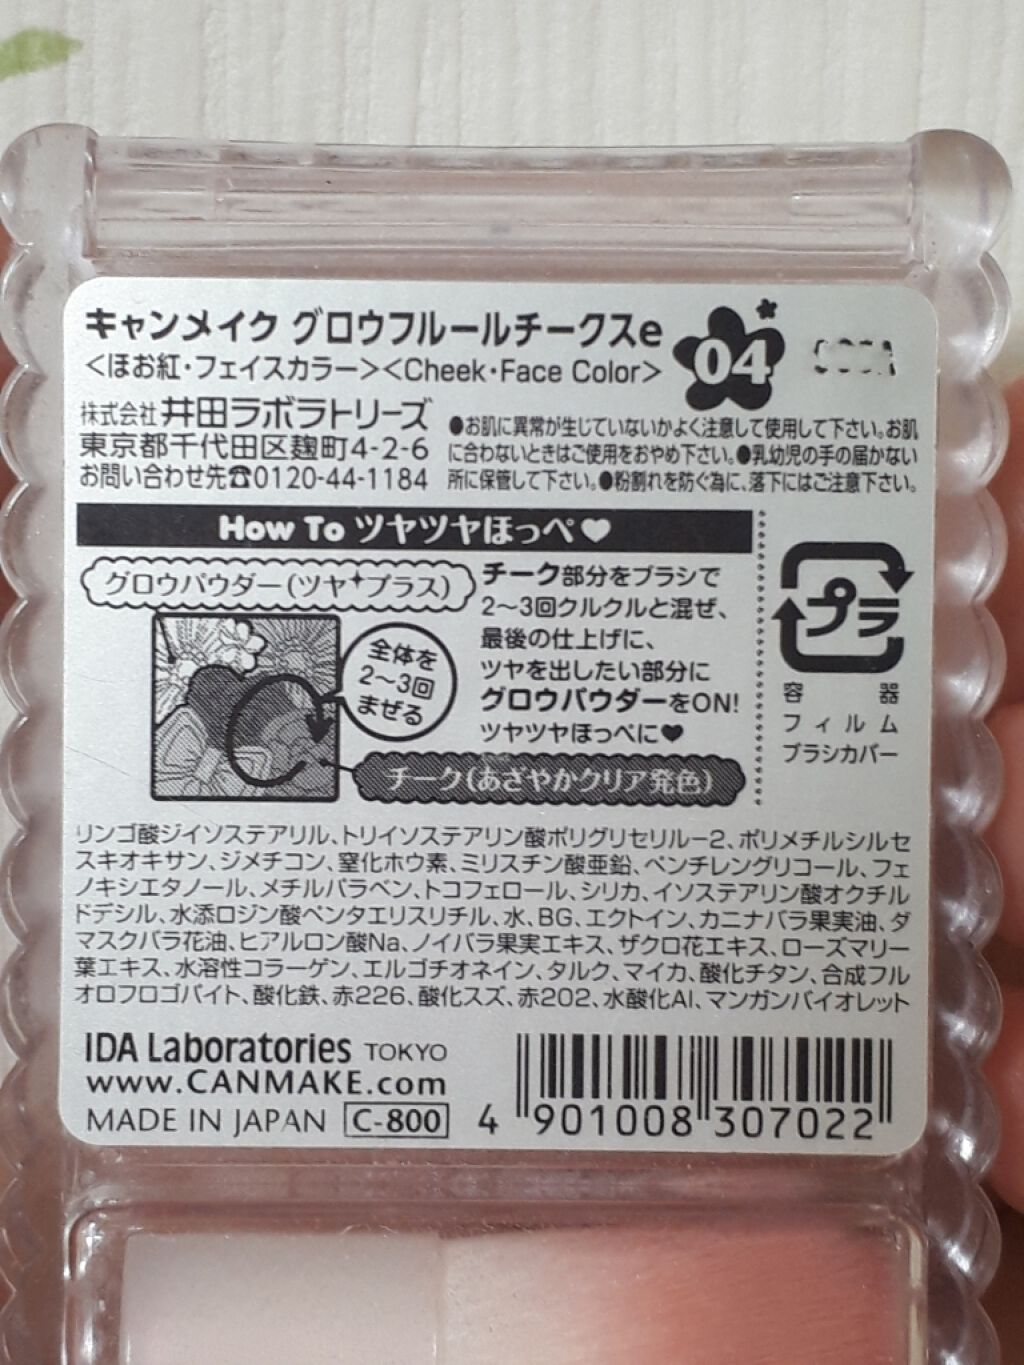 キャンメイク グロウフルールチークスe
<ほお紅・フェイスカラー><Cheek・Face Color>
04
株式会社 井田ラボラトリーズ
東京都千代田区麹町4-2-6
お問い合わせ先☎0120-44-1184
●お肌に異常が生じていないかよく注意して使用して下さい。お肌
に合わないときはご使用をおやめ下さい。●乳幼児の手の届かない
所に保管して下さい。●粉割れを防ぐ為に、落下にはご注意下さい。
How To ツヤツヤほっぺ♥
グロウパウダー(ツヤ✦プラス)
全体を
2〜3回
まぜる
チーク(あざやかクリア発色)
チーク部分をブラシで
2〜3回クルクルと混ぜ、
最後の仕上げに、
ツヤを出したい部分に
グロウパウダーをON!
ツヤツヤほっぺに♥
プラ
容器
フィルム
ブラシカバー
リンゴ酸ジイソステアリル、トリイソステアリン酸ポリグリセリル－2、ポリメチルシルセ
スキオキサン、ジメチコン、窒化ホウ素、ミリスチン酸亜鉛、ペンチレングリコール、フェ
ノキシエタノール、メチルパラベン、トコフェロール、シリカ、イソステアリン酸オクチル
ドデシル、水添ロジン酸ペンタエリスリチル、水、BG、エクトイン、カニナバラ果実油、ダ
マスクバラ花油、ヒアルロン酸Na、ノイバラ果実エキス、ザクロ花エキス、ローズマリー
葉エキス、水溶性コラーゲン、エルゴチオネイン、タルク、マイカ、酸化チタン、合成フル
オロフロゴパイト、酸化鉄、赤226、酸化スズ、赤202、水酸化Al、マンガンバイオレット
IDA Laboratories TOKYO
www.CANMAKE.com
MADE IN JAPAN C-800
4 901008 307022